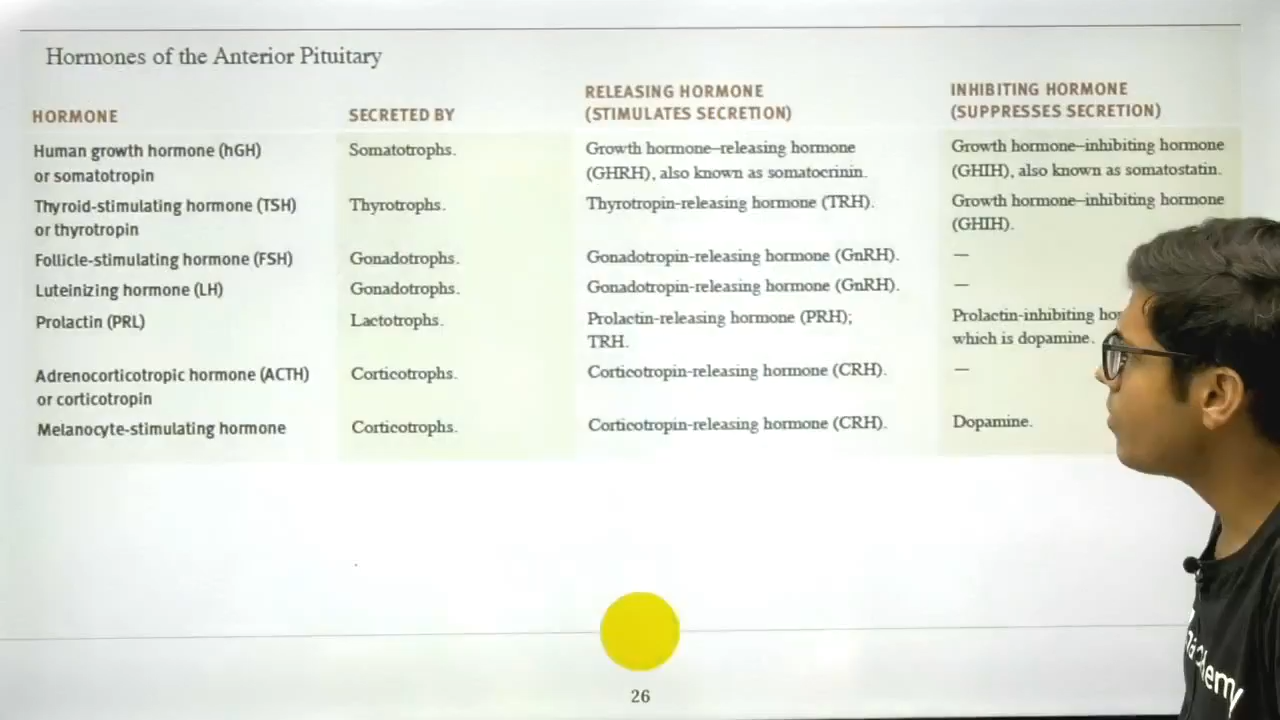 Hormones of the Anterior Pituitary
HORMONE
SECRETED BY
RELEASING HORMONE
(STIMULATES SECRETION)
INHIBITING HORMONE
(SUPPRESSES SECRETION)
Human growth hormone (hGH)
or somatotropin
Somatotrophs.
Growth hormone–releasing hormone
(GHRH), also known as somatocrinin.
Growth hormone–inhibiting hormone
(GHIH), also known as somatostatin.
Thyroid-stimulating hormone (TSH)
or thyrotropin
Thyrotrophs.
Thyrotropin-releasing hormone (TRH).
Growth hormone–inhibiting hormone
(GHIH).
Follicle-stimulating hormone (FSH)
Gonadotrophs.
Gonadotropin-releasing hormone (GnRH).
—
Luteinizing hormone (LH)
Gonadotrophs.
Gonadotropin-releasing hormone (GnRH).
—
Prolactin (PRL)
Lactotrophs.
Prolactin-releasing hormone (PRH);
TRH.
Prolactin-inhibiting
which is dopamine.
Adrenocorticotropic hormone (ACTH)
or corticotropin
Corticotrophs.
Corticotropin-releasing hormone (CRH).
—
Melanocyte-stimulating hormone
Corticotrophs.
Corticotropin-releasing hormone (CRH).
Dopamine.
26